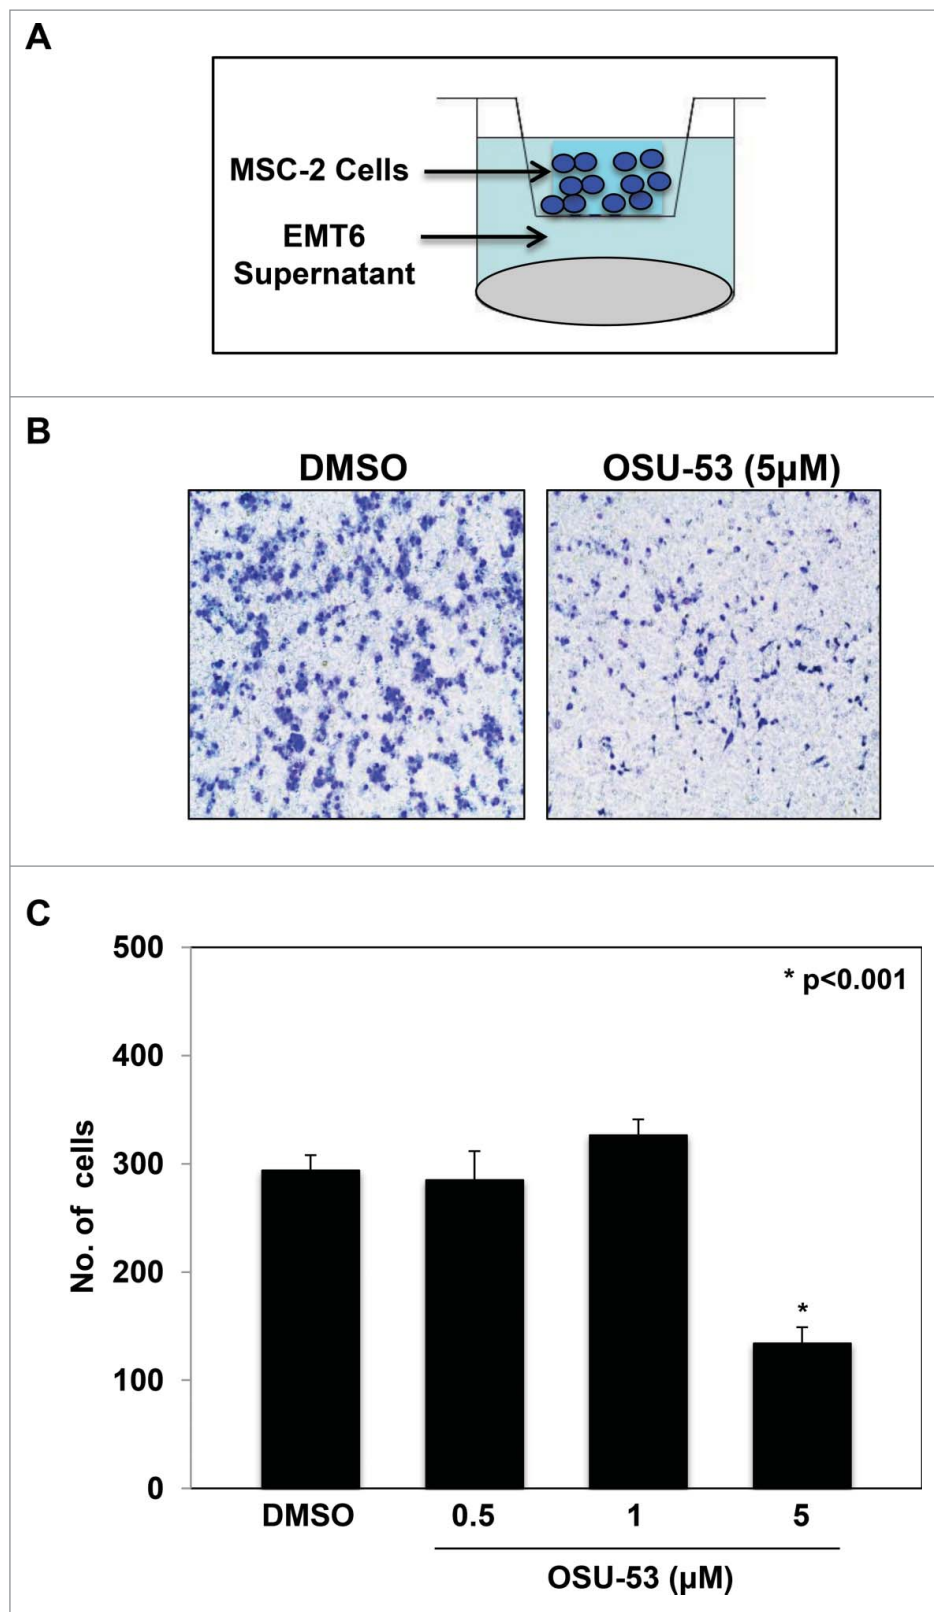 A
MSC-2 Cells
EMT6
Supernatant
B
DMSO
OSU-53 (5µM)
C
500
* p<0.001
400
300
200
*
100
0
No. of cells
DMSO
0.5
1
5
OSU-53 (µM)